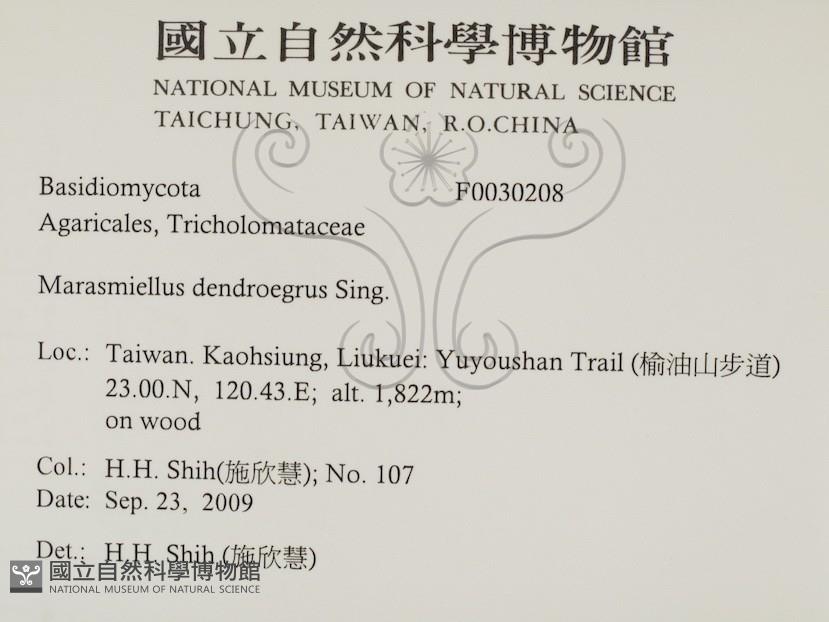 國立自然科學博物館
NATIONAL MUSEUM OF NATURAL SCIENCE
TAICHUNG, TAIWAN, R.O.CHINA
Basidiomycota F0030208
Agaricales, Tricholomataceae
Marasmiellus dendroegrus Sing.
Loc.: Taiwan. Kaohsiung, Liukuei: Yuyoushan Trail (榆油山步道)
23.00.N, 120.43.E; alt. 1,822m;
on wood
Col.: H.H. Shih(施欣慧); No. 107
Date: Sep. 23, 2009
Det.: H.H. Shih (施欣慧)
國立自然科學博物館
NATIONAL MUSEUM OF NATURAL SCIENCE